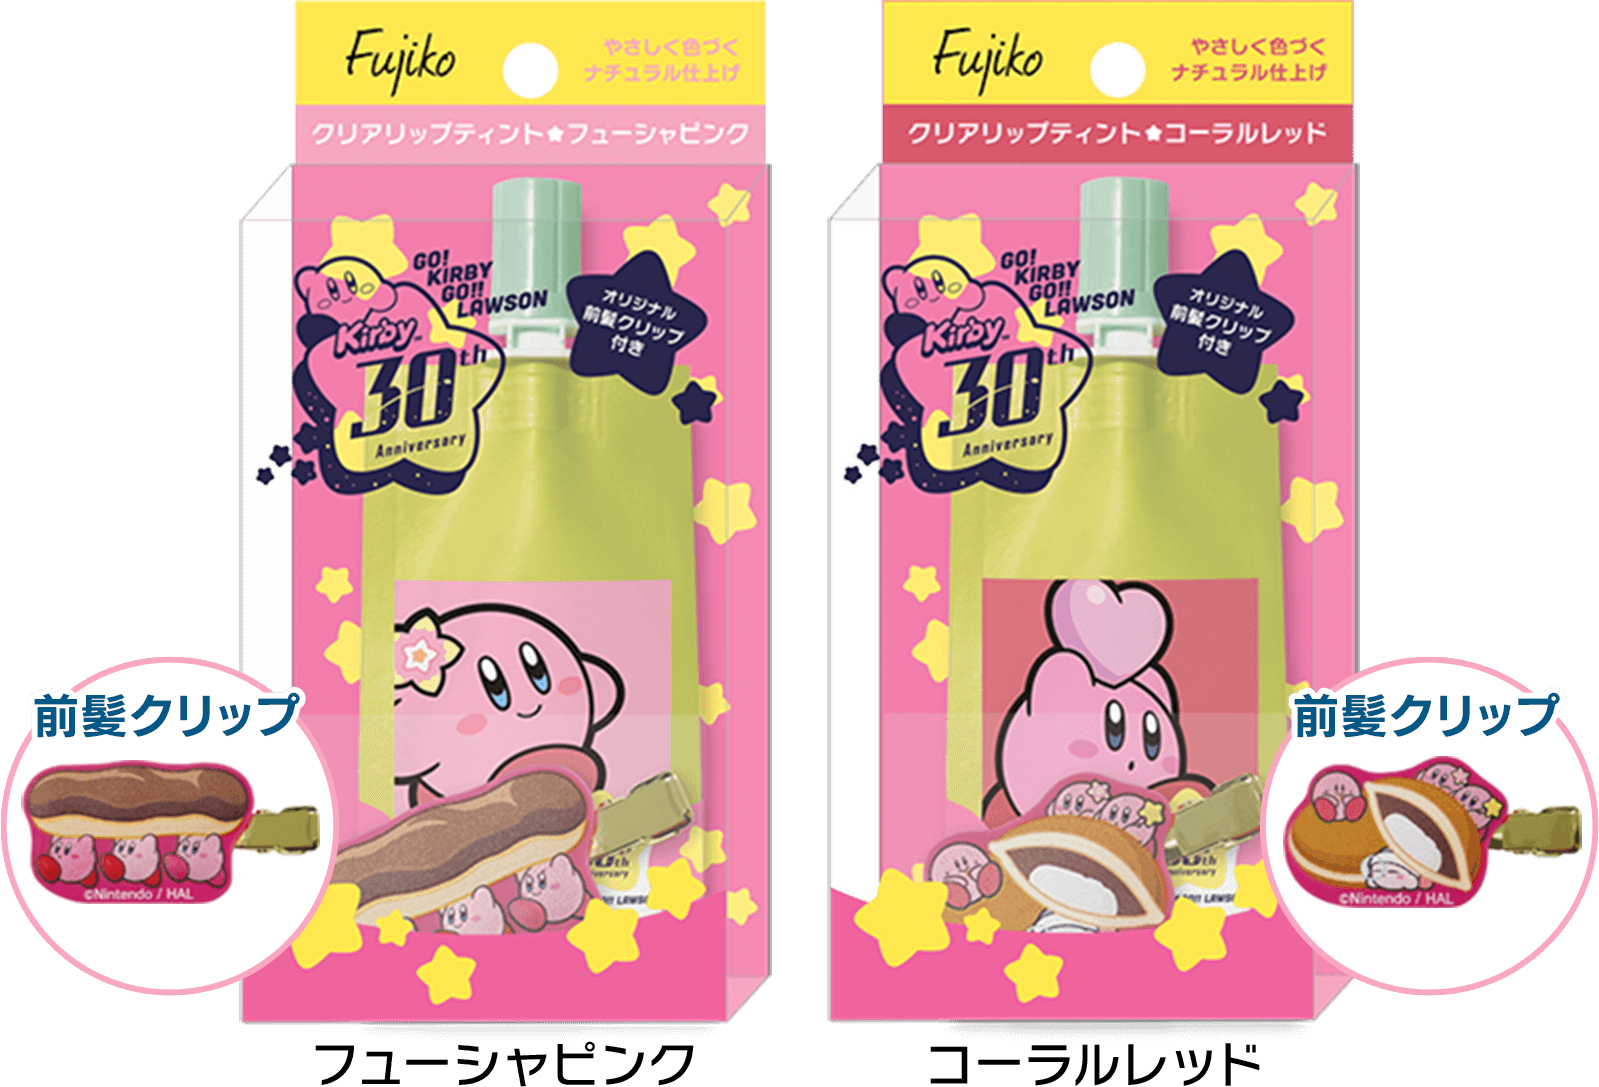 Fujiko
やさしく色づく
ナチュラル仕上げ
クリアリップティント★フューシャピンク
GO!
KIRBY
GO!!
LAWSON
Kirby™
30th
Anniversary
オリジナル
前髪クリップ
付き
前髪クリップ
©Nintendo / HAL
フューシャピンク
Fujiko
やさしく色づく
ナチュラル仕上げ
クリアリップティント★コーラルレッド
GO!
KIRBY
GO!!
LAWSON
Kirby™
30th
Anniversary
オリジナル
前髪クリップ
付き
前髪クリップ
©Nintendo / HAL
コーラルレッド